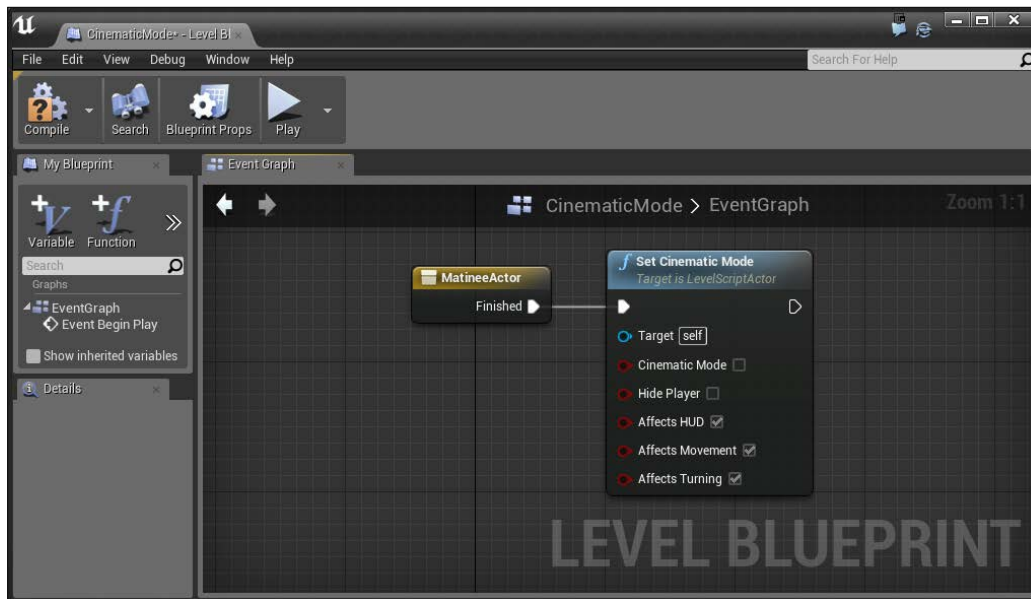 CinematicMode* - Level Bl
File Edit View Debug Window Help
Search For Help
Compile Search Blueprint Props Play
My Blueprint
Event Graph
Variable Function
Search
Graphs
EventGraph
Event Begin Play
Show inherited variables
Details
CinematicMode > EventGraph
Zoom 1:1
MatineeActor
Finished
Set Cinematic Mode
Target is LevelScriptActor
Target self
Cinematic Mode
Hide Player
Affects HUD
Affects Movement
Affects Turning
LEVEL BLUEPRINT